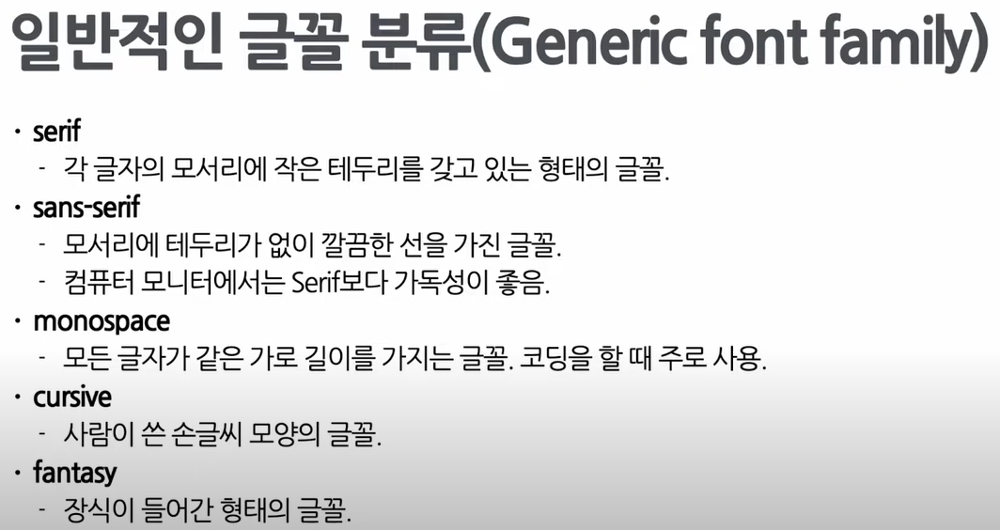 일반적인 글꼴 분류(Generic font family)
· serif
- 각 글자의 모서리에 작은 테두리를 갖고 있는 형태의 글꼴.
· sans-serif
- 모서리에 테두리가 없이 깔끔한 선을 가진 글꼴.
- 컴퓨터 모니터에서는 Serif보다 가독성이 좋음.
· monospace
- 모든 글자가 같은 가로 길이를 가지는 글꼴. 코딩을 할 때 주로 사용.
· cursive
- 사람이 쓴 손글씨 모양의 글꼴.
· fantasy
- 장식이 들어간 형태의 글꼴.